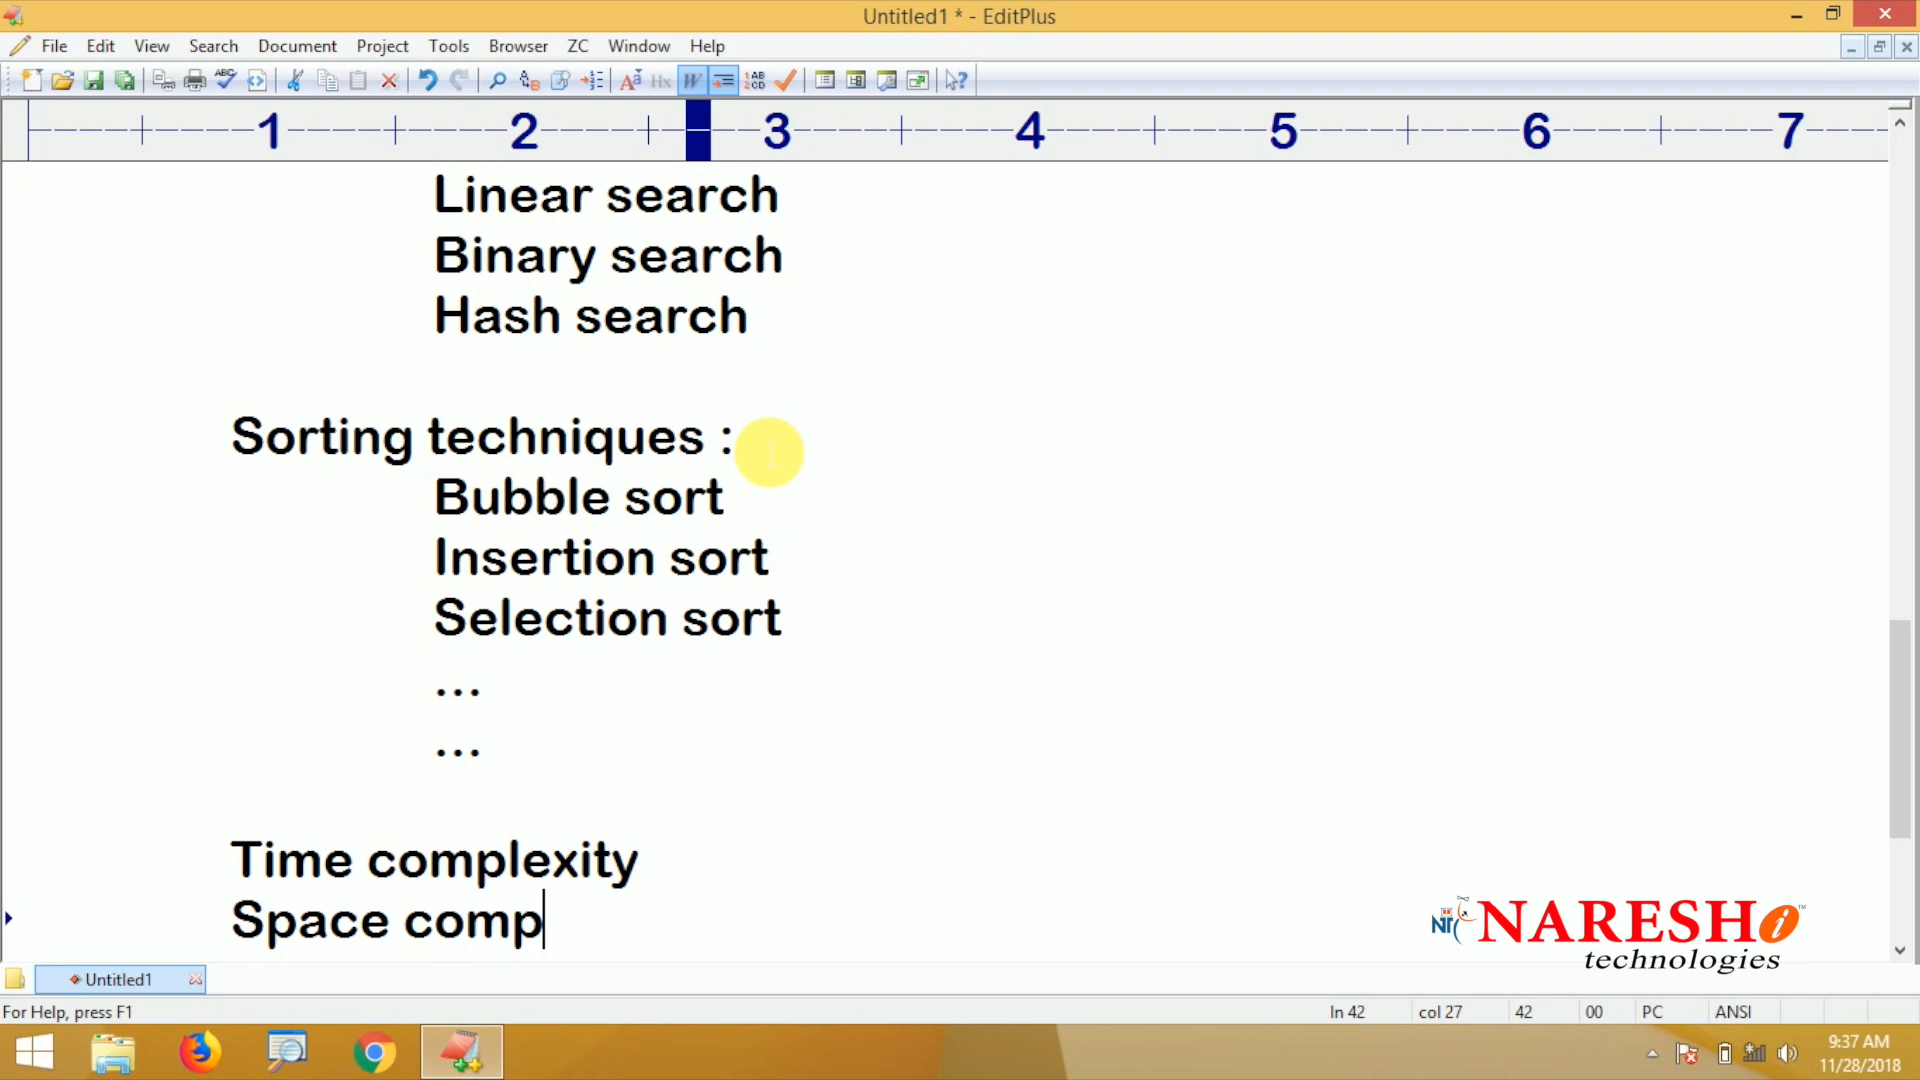 Untitled1 * - EditPlus
File Edit View Search Document Project Tools Browser ZC Window Help
1 2 3 4 5 6 7
Linear search
Binary search
Hash search
Sorting techniques :
Bubble sort
Insertion sort
Selection sort
...
...
Time complexity
Space comp
NARESH i ™
technologies
Untitled1
For Help, press F1 ln 42 col 27 42 00 PC ANSI
9:37 AM
11/28/2018